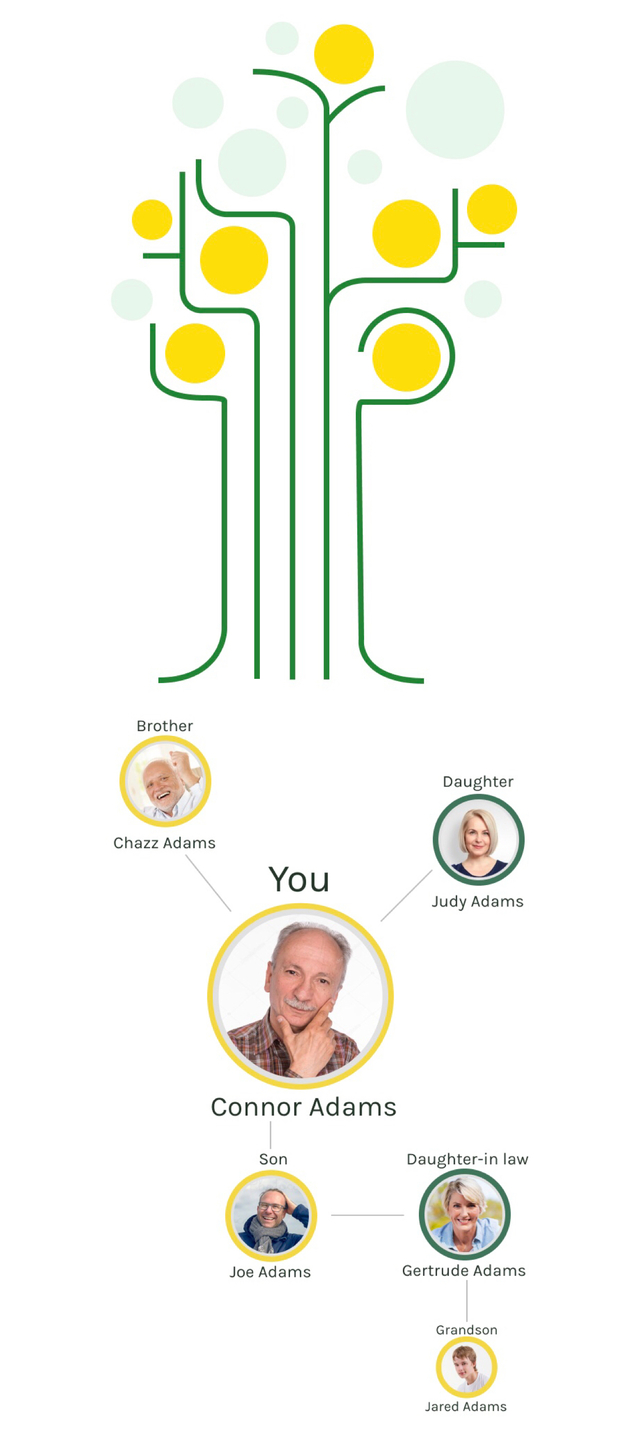 Brother
Chazz Adams
Daughter
Judy Adams
You
Connor Adams
Son
Joe Adams
Daughter-in law
Gertrude Adams
Grandson
Jared Adams